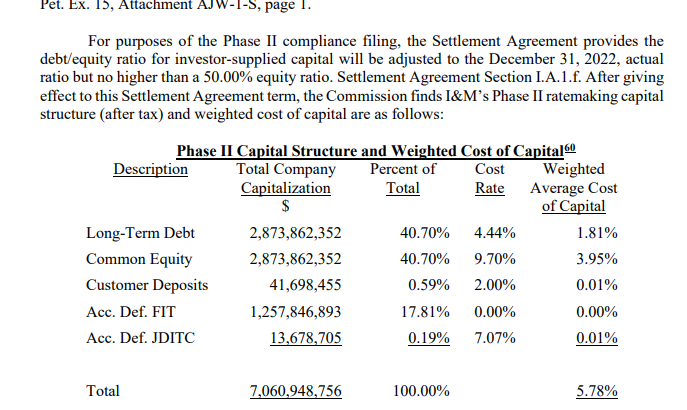 Pet. Ex. 15, Attachment AJW-1-S, page 1.
For purposes of the Phase II compliance filing, the Settlement Agreement provides the
debt/equity ratio for investor-supplied capital will be adjusted to the December 31, 2022, actual
ratio but no higher than a 50.00% equity ratio. Settlement Agreement Section I.A.1.f. After giving
effect to this Settlement Agreement term, the Commission finds I&M’s Phase II ratemaking capital
structure (after tax) and weighted cost of capital are as follows:
Phase II Capital Structure and Weighted Cost of Capital60
Description Total Company Percent of Cost Weighted
Capitalization Total Rate Average Cost
$ of Capital
Long-Term Debt 2,873,862,352 40.70% 4.44% 1.81%
Common Equity 2,873,862,352 40.70% 9.70% 3.95%
Customer Deposits 41,698,455 0.59% 2.00% 0.01%
Acc. Def. FIT 1,257,846,893 17.81% 0.00% 0.00%
Acc. Def. JDITC 13,678,705 0.19% 7.07% 0.01%
Total 7,060,948,756 100.00% 5.78%